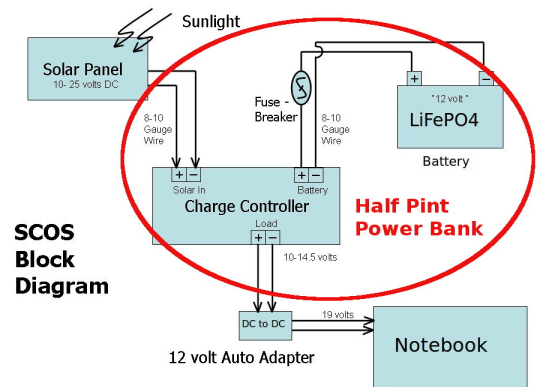 Sunlight
Solar Panel
10- 25 volts DC
8-10
Gauge
Wire
Fuse -
Breaker
8-10
Gauge
Wire
+ −
"12 volt "
LiFePO4
Battery
+ −
Solar In
+ −
Battery
Charge Controller
Load
+ −
10-14.5 volts
Half Pint
Power Bank
SCOS
Block
Diagram
DC to DC
19 volts
12 volt Auto Adapter
Notebook